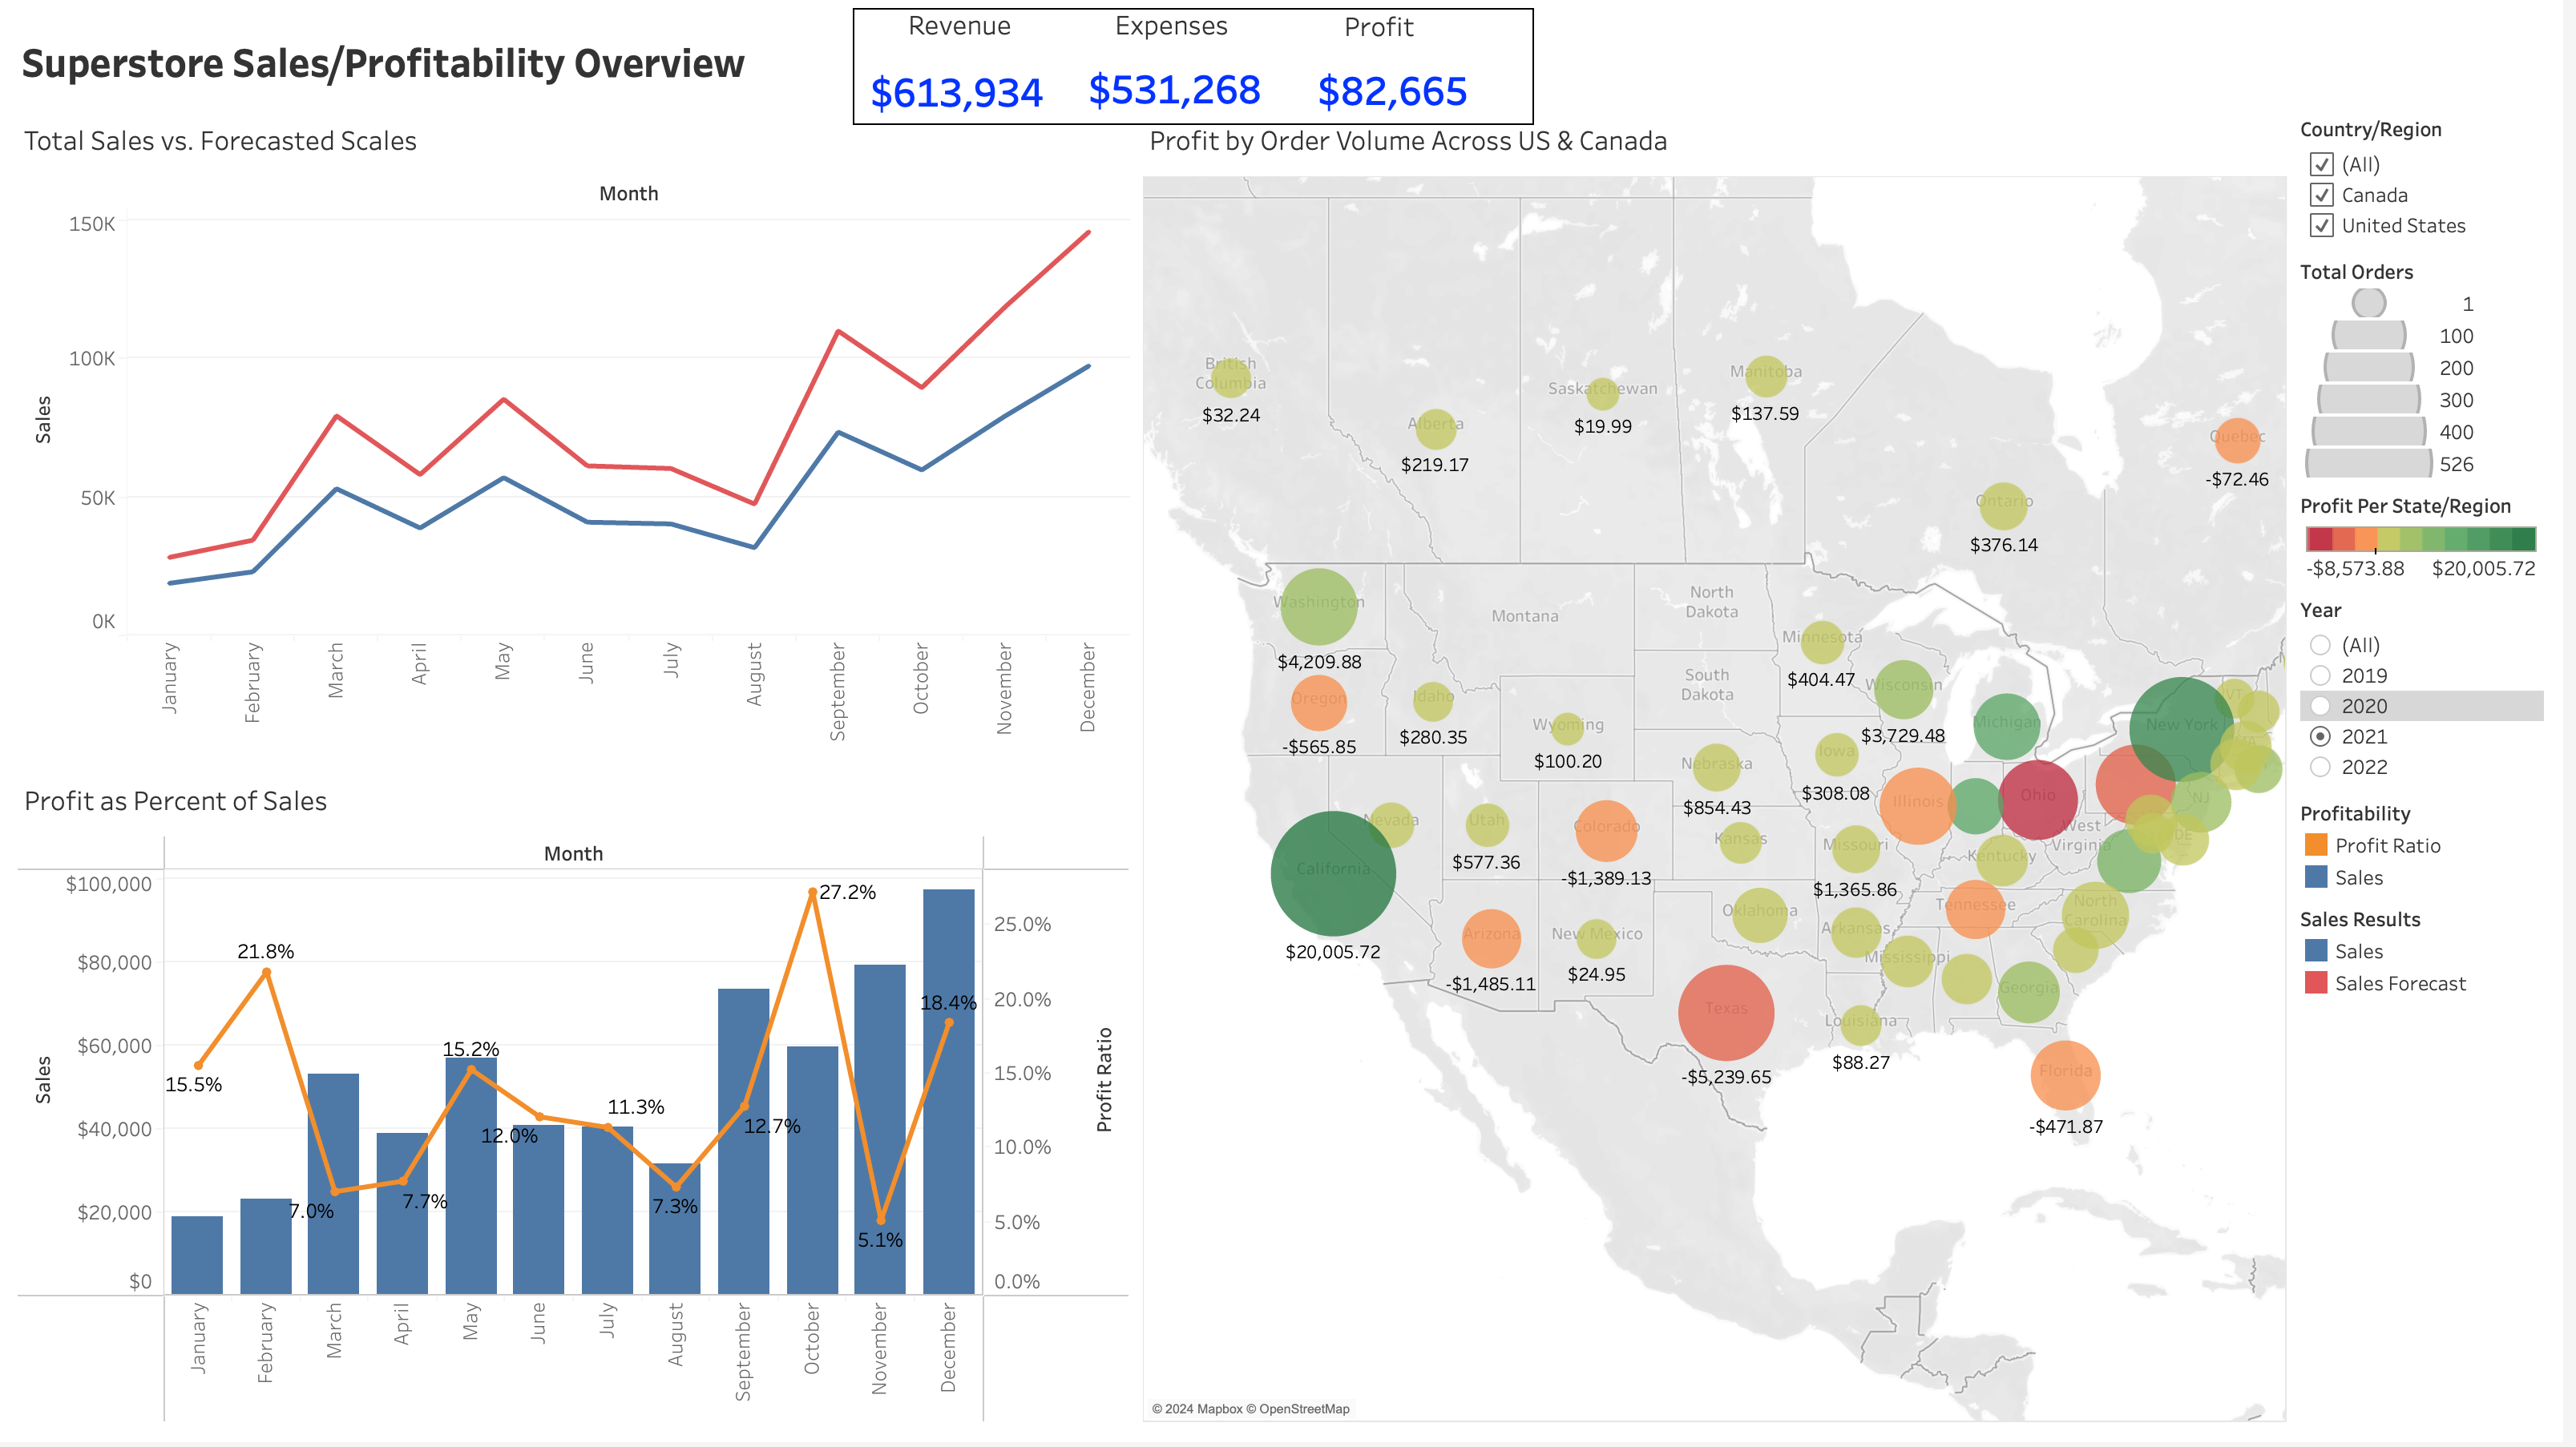 Superstore Sales/Profitability Overview
Revenue Expenses Profit
$613,934 $531,268 $82,665
Total Sales vs. Forecasted Scales
Month
150K
100K
50K
0K
Sales
January February March April May June July August September October November December
Profit as Percent of Sales
Month
$100,000
$80,000
$60,000
$40,000
$20,000
$0
Sales
25.0%
20.0%
15.0%
10.0%
5.0%
0.0%
Profit Ratio
15.5%
21.8%
7.0%
7.7%
15.2%
12.0%
11.3%
7.3%
12.7%
27.2%
5.1%
18.4%
January February March April May June July August September October November December
Profit by Order Volume Across US & Canada
British
Columbia
$32.24
Alberta
$219.17
Saskatchewan
$19.99
Manitoba
$137.59
Quebec
-$72.46
Ontario
$376.14
Washington
$4,209.88
Montana
North
Dakota
Minnesota
$404.47
Oregon
-$565.85
Idaho
$280.35
Wyoming
$100.20
South
Dakota
Wisconsin
$3,729.48
Michigan
New York
VT
MA
Nebraska
$854.43
Iowa
$308.08
Illinois
Ohio
NJ
Nevada
Utah
$577.36
Colorado
-$1,389.13
Kansas
Missouri
$1,365.86
Kentucky
West
Virginia
DE
California
$20,005.72
Arizona
-$1,485.11
New Mexico
$24.95
Oklahoma
Arkansas
Tennessee
North
Carolina
Mississippi
Georgia
Texas
-$5,239.65
Louisiana
$88.27
Florida
-$471.87
© 2024 Mapbox © OpenStreetMap
Country/Region
(All)
Canada
United States
Total Orders
1
100
200
300
400
526
Profit Per State/Region
-$8,573.88 $20,005.72
Year
(All)
2019
2020
2021
2022
Profitability
Profit Ratio
Sales
Sales Results
Sales
Sales Forecast